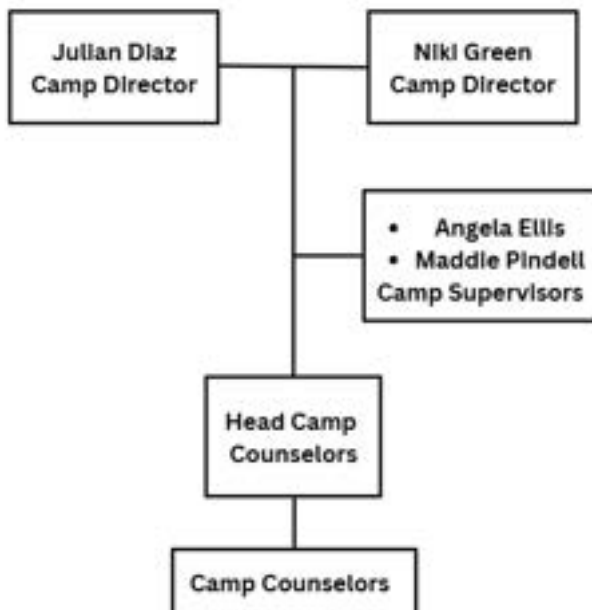 Julian Diaz
Camp Director
Niki Green
Camp Director
• Angela Ellis
• Maddie Pindell
Camp Supervisors
Head Camp
Counselors
Camp Counselors